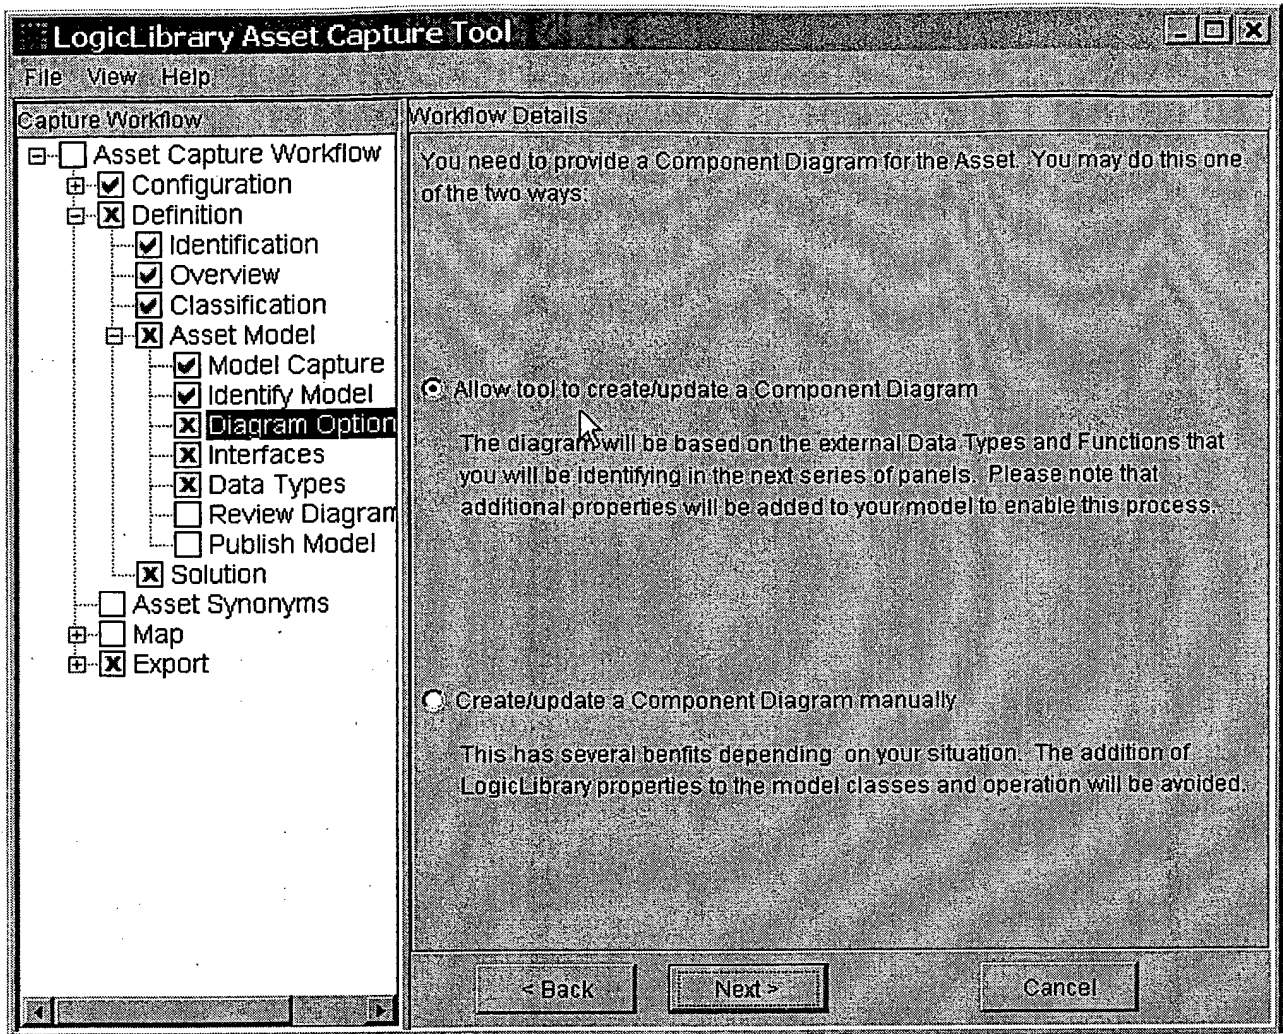 LogicLibrary Asset Capture Tool
File View Help
Capture Workflow
Asset Capture Workflow
Configuration
Definition
Identification
Overview
Classification
Asset Model
Model Capture
Identify Model
Diagram Option
Interfaces
Data Types
Review Diagram
Publish Model
Solution
Asset Synonyms
Map
Export
Workflow Details
You need to provide a Component Diagram for the Asset. You may do this one
of the two ways:
Allow tool to create/update a Component Diagram
The diagram will be based on the external Data Types and Functions that
you will be identifying in the next series of panels. Please note that
additional properties will be added to your model to enable this process.
Create/update a Component Diagram manually
This has several benfits depending on your situation. The addition of
LogicLibrary properties to the model classes and operation will be avoided.
< Back
Next >
Cancel